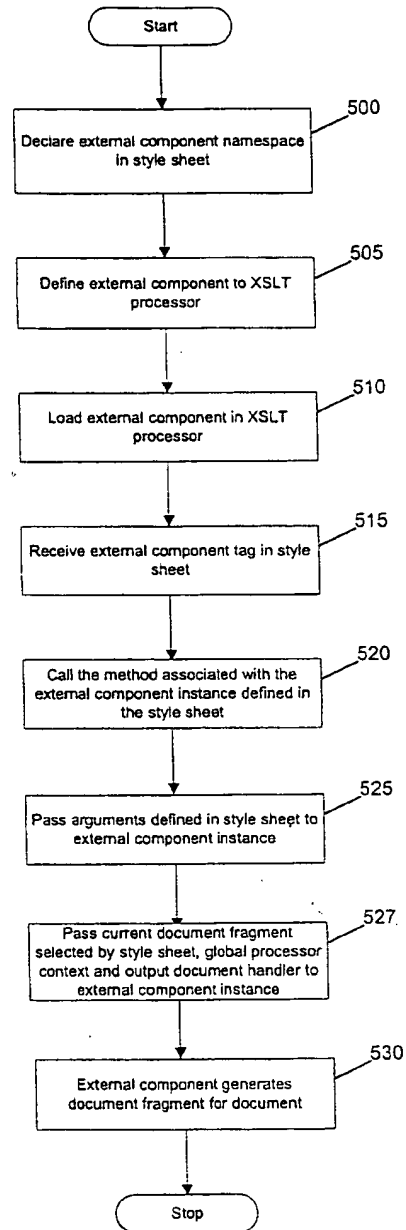 Start
500
Declare external component namespace
in style sheet
505
Define external component to XSLT
processor
510
Load external component in XSLT
processor
515
Receive external component tag in style
sheet
520
Call the method associated with the
external component instance defined in
the style sheet
525
Pass arguments defined in style sheet to
external component instance
527
Pass current document fragment
selected by style sheet, global processor
context and output document handler to
external component instance
530
External component generates
document fragment for document
Stop